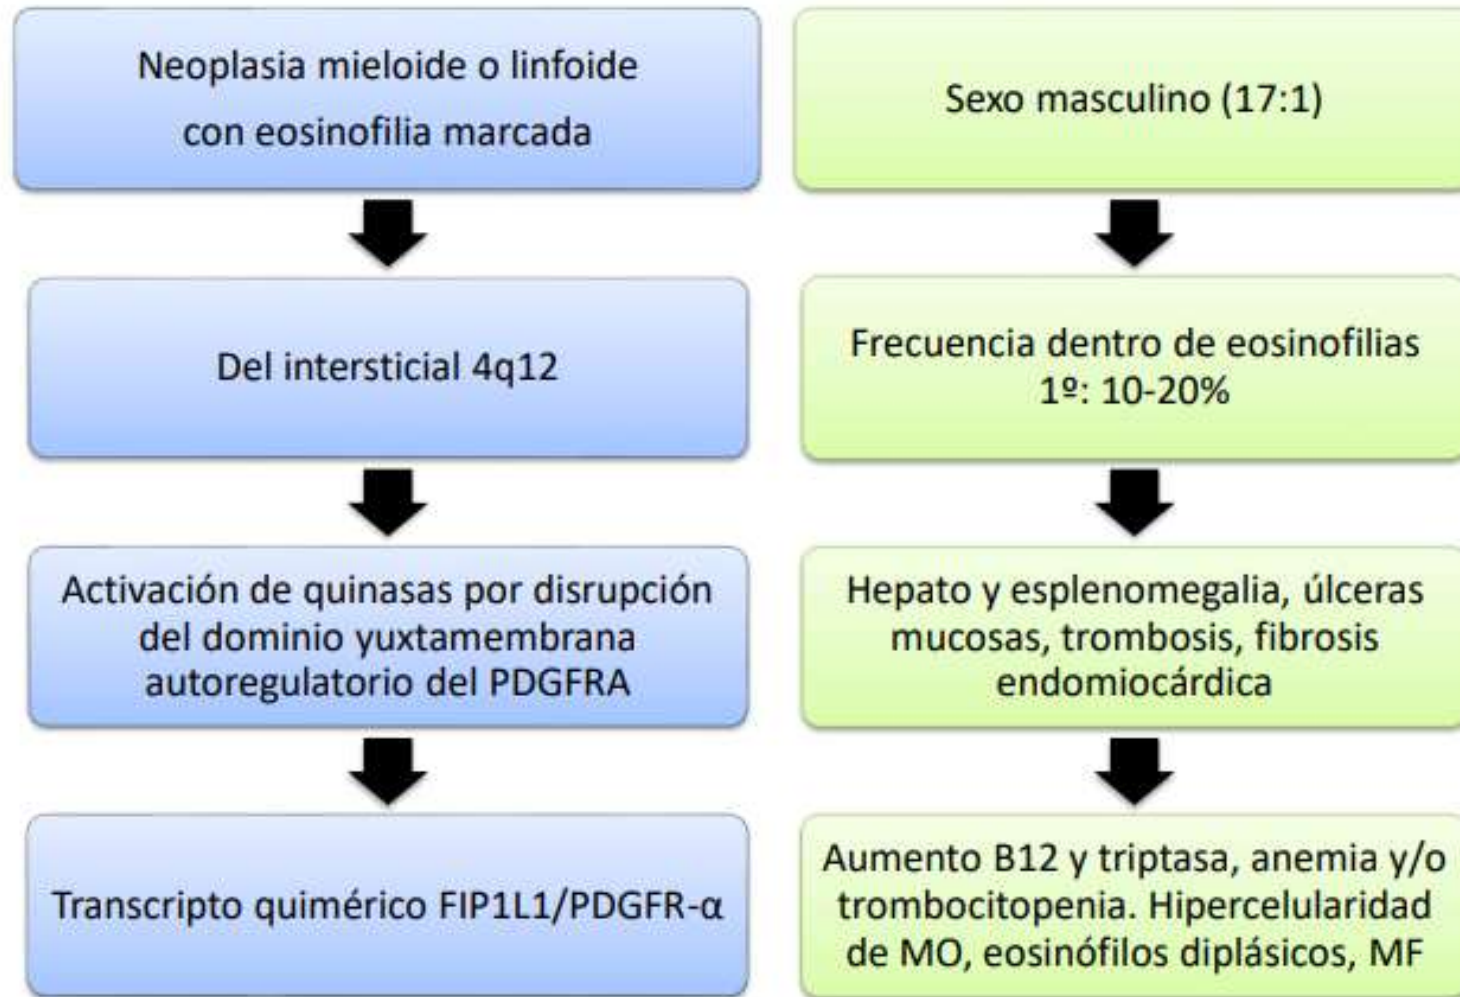 Neoplasia mieloide o linfoide
con eosinofilia marcada
Del intersticial 4q12
Activación de quinasas por disrupción
del dominio yuxtamembrana
autoregulatorio del PDGFRA
Transcripto quimérico FIP1L1/PDGFR-α
Sexo masculino (17:1)
Frecuencia dentro de eosinofilias
1º: 10-20%
Hepato y esplenomegalia, úlceras
mucosas, trombosis, fibrosis
endomiocárdica
Aumento B12 y triptasa, anemia y/o
trombocitopenia. Hipercelularidad
de MO, eosinófilos diplásicos, MF